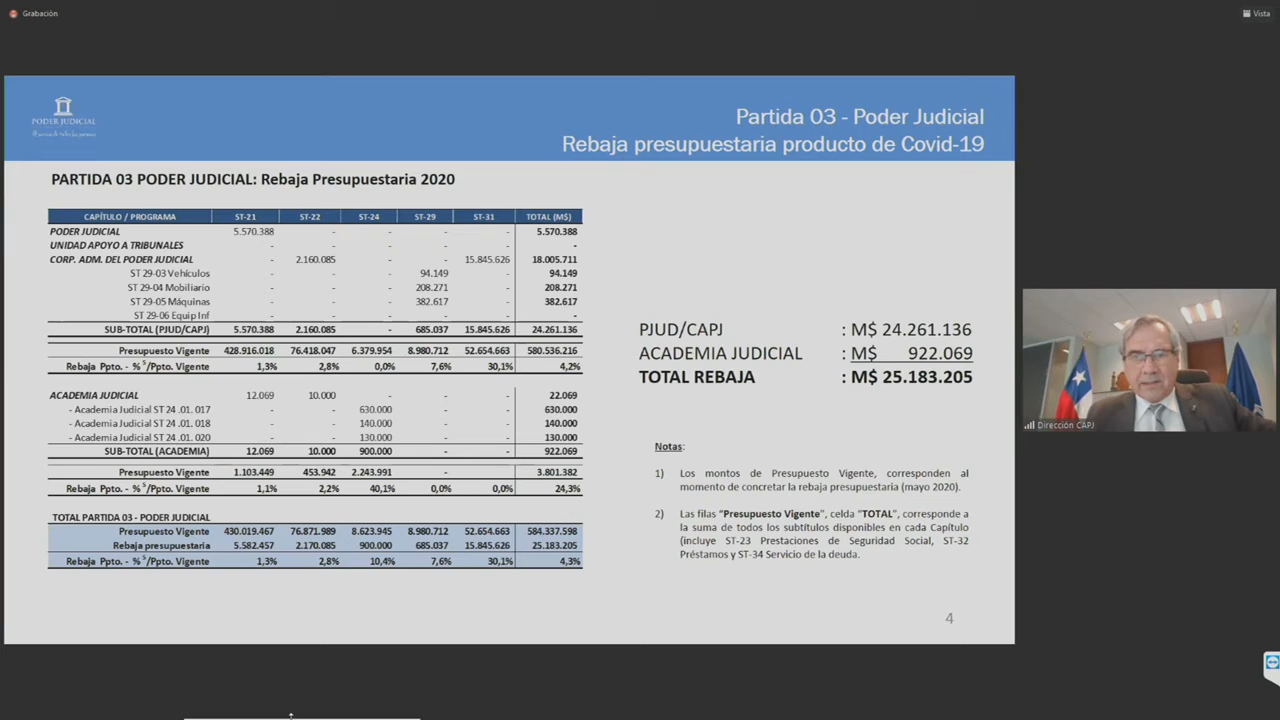 Grabación
Vista
PODER JUDICIAL
Partida 03 - Poder Judicial
Rebaja presupuestaria producto de Covid-19
PARTIDA 03 PODER JUDICIAL: Rebaja Presupuestaria 2020
CAPÍTULO / PROGRAMA ST-21 ST-22 ST-24 ST-29 ST-31 TOTAL (M$)
PODER JUDICIAL 5.570.388 - - - - 5.570.388
UNIDAD APOYO A TRIBUNALES - - - - - -
CORP. ADM. DEL PODER JUDICIAL - 2.160.085 - - 15.845.626 18.005.711
ST 29-03 Vehículos - - - 94.149 - 94.149
ST 29-04 Mobiliario - - - 208.271 - 208.271
ST 29-05 Máquinas - - - 382.617 - 382.617
ST 29-06 Equip Inf - - - - - -
SUB-TOTAL (PJUD/CAPJ) 5.570.388 2.160.085 - 685.037 15.845.626 24.261.136
Presupuesto Vigente 428.916.018 76.418.047 6.379.954 8.980.712 52.654.663 580.536.216
Rebaja Ppto. - % S/Ppto. Vigente 1,3% 2,8% 0,0% 7,6% 30,1% 4,2%
ACADEMIA JUDICIAL 12.069 10.000 - - 22.069
- Academia Judicial ST 24 .01. 017 - - 630.000 - - 630.000
- Academia Judicial ST 24 .01. 018 - - 140.000 - - 140.000
- Academia Judicial ST 24 .01. 020 - - 130.000 - - 130.000
SUB-TOTAL (ACADEMIA) 12.069 10.000 900.000 - - 922.069
Presupuesto Vigente 1.103.449 453.942 2.243.991 - 3.801.382
Rebaja Ppto. - % S/Ppto. Vigente 1,1% 2,2% 40,1% 0,0% 0,0% 24,3%
TOTAL PARTIDA 03 - PODER JUDICIAL
Presupuesto Vigente 430.019.467 76.871.989 8.623.945 8.980.712 52.654.663 584.337.598
Rebaja presupuestaria 5.582.457 2.170.085 900.000 685.037 15.845.626 25.183.205
Rebaja Ppto. - % S/Ppto. Vigente 1,3% 2,8% 10,4% 7,6% 30,1% 4,3%
PJUD/CAPJ : M$ 24.261.136
ACADEMIA JUDICIAL : M$ 922.069
TOTAL REBAJA : M$ 25.183.205
Notas:
1) Los montos de Presupuesto Vigente, corresponden al
momento de concretar la rebaja presupuestaria (mayo 2020).
2) Las filas "Presupuesto Vigente", celda "TOTAL", corresponde a
la suma de todos los subtítulos disponibles en cada Capítulo
(incluye ST-23 Prestaciones de Seguridad Social, ST-32
Préstamos y ST-34 Servicio de la deuda.
4
Dirección CAPJ